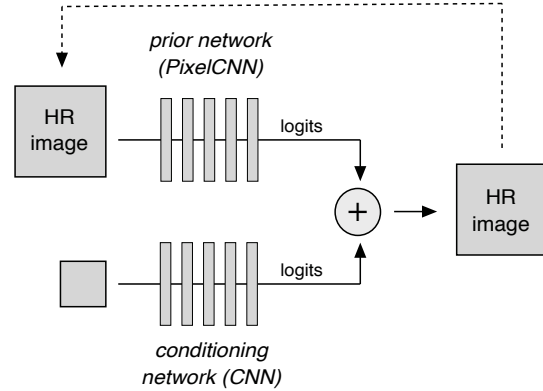 prior network
(PixelCNN)
HR
image
logits
+
HR
image
logits
conditioning
network (CNN)